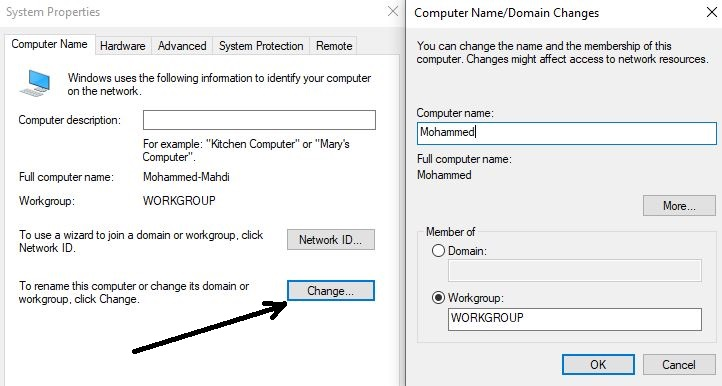 System Properties
Computer Name
Hardware
Advanced
System Protection
Remote
Windows uses the following information to identify your computer
on the network.
Computer description:
For example: "Kitchen Computer" or "Mary's
Computer".
Full computer name:
Mohammed-Mahdi
Workgroup:
WORKGROUP
To use a wizard to join a domain or workgroup, click
Network ID.
Network ID...
To rename this computer or change its domain or
workgroup, click Change.
Change...
Computer Name/Domain Changes
You can change the name and the membership of this
computer. Changes might affect access to network resources.
Computer name:
Mohammed
Full computer name:
Mohammed
More...
Member of
Domain:
Workgroup:
WORKGROUP
OK
Cancel